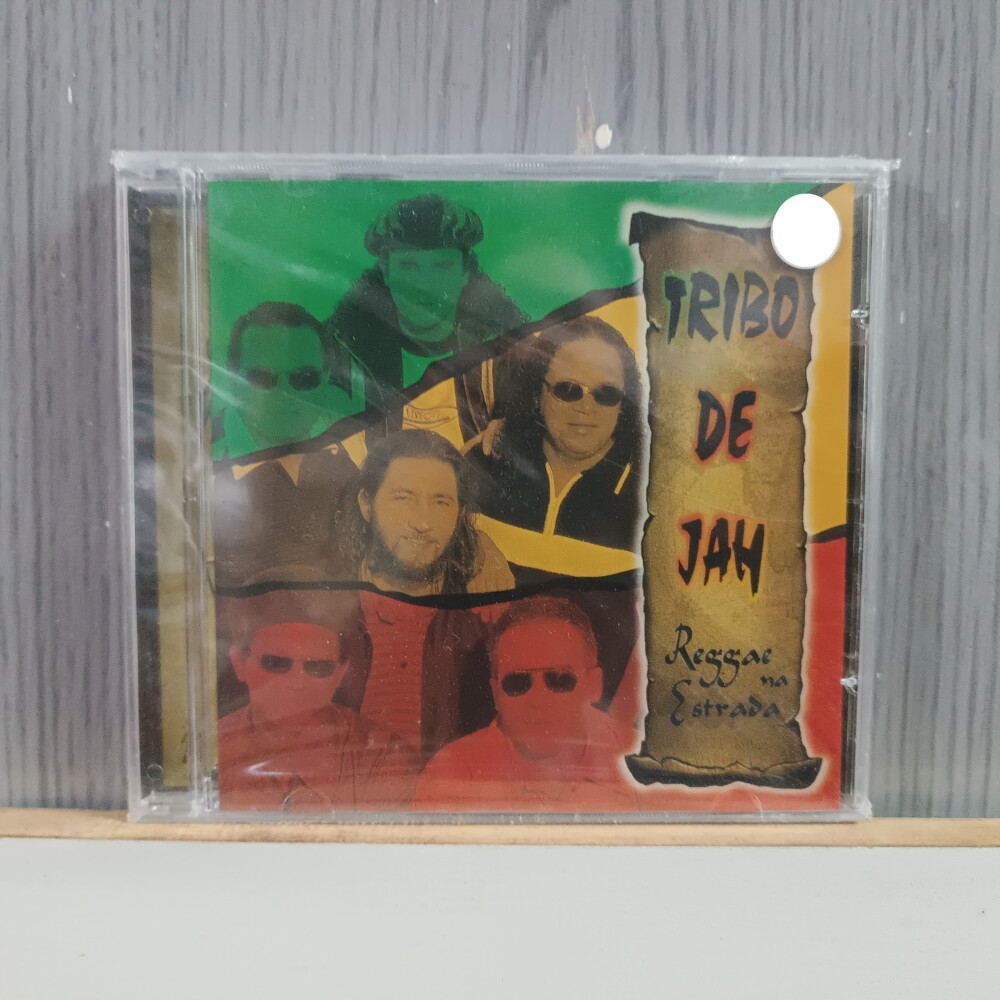 TRIBO
DE
JAH
Reggae
na
Estrada